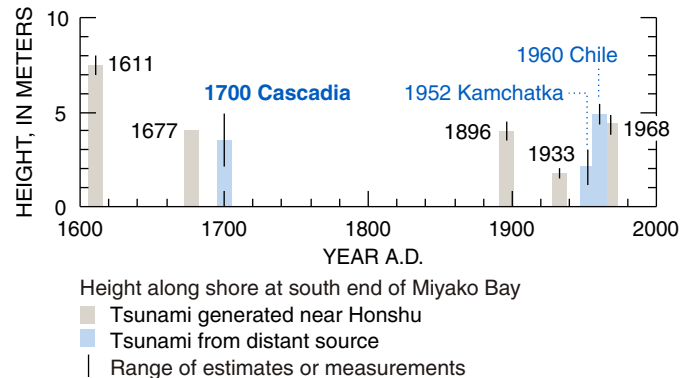 HEIGHT, IN METERS
10
5
0
1611
1677
1700 Cascadia
1896
1933
1952 Kamchatka
1960 Chile
1968
1600
1700
1800
1900
2000
YEAR A.D.
Height along shore at south end of Miyako Bay
Tsunami generated near Honshu
Tsunami from distant source
Range of estimates or measurements